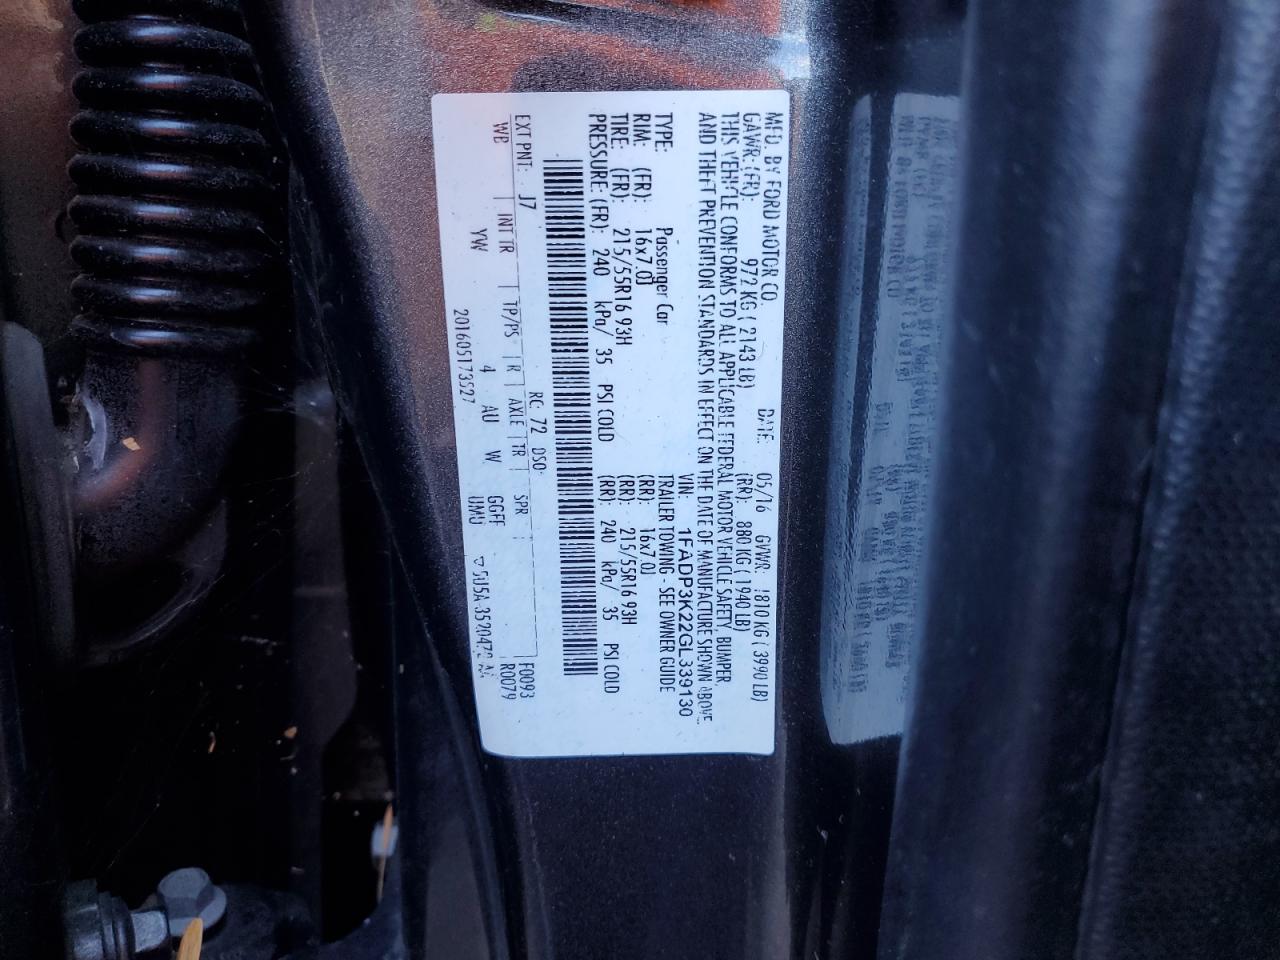 MFD. BY FORD MOTOR CO.
DATE: 05/16 GVWR: 1810 KG ( 3990 LB)
GAWR: (FR): 972 KG ( 2143 LB) (RR): 880 KG ( 1940 LB)
THIS VEHICLE CONFORMS TO ALL APPLICABLE FEDERAL MOTOR VEHICLE SAFETY, BUMPER,
AND THEFT PREVENTION STANDARDS IN EFFECT ON THE DATE OF MANUFACTURE SHOWN ABOVE.
VIN: 1FADP3K22GL339130
TYPE: Passenger Car TRAILER TOWING - SEE OWNER GUIDE
RIM: (FR): 16x7.0J (RR): 16x7.0J
TIRE: (FR): 215/55R16 93H (RR): 215/55R16 93H
PRESSURE: (FR): 240 kPa/ 35 PSI COLD (RR): 240 kPa/ 35 PSI COLD
EXT PNT: J7 RC: 72 DSO: F0093
WB INT TR TP/PS R AXLE TR SPR R0079
YW 4 AU W GGFF
201605173527 UMU ▽5U5A-3520472-AA